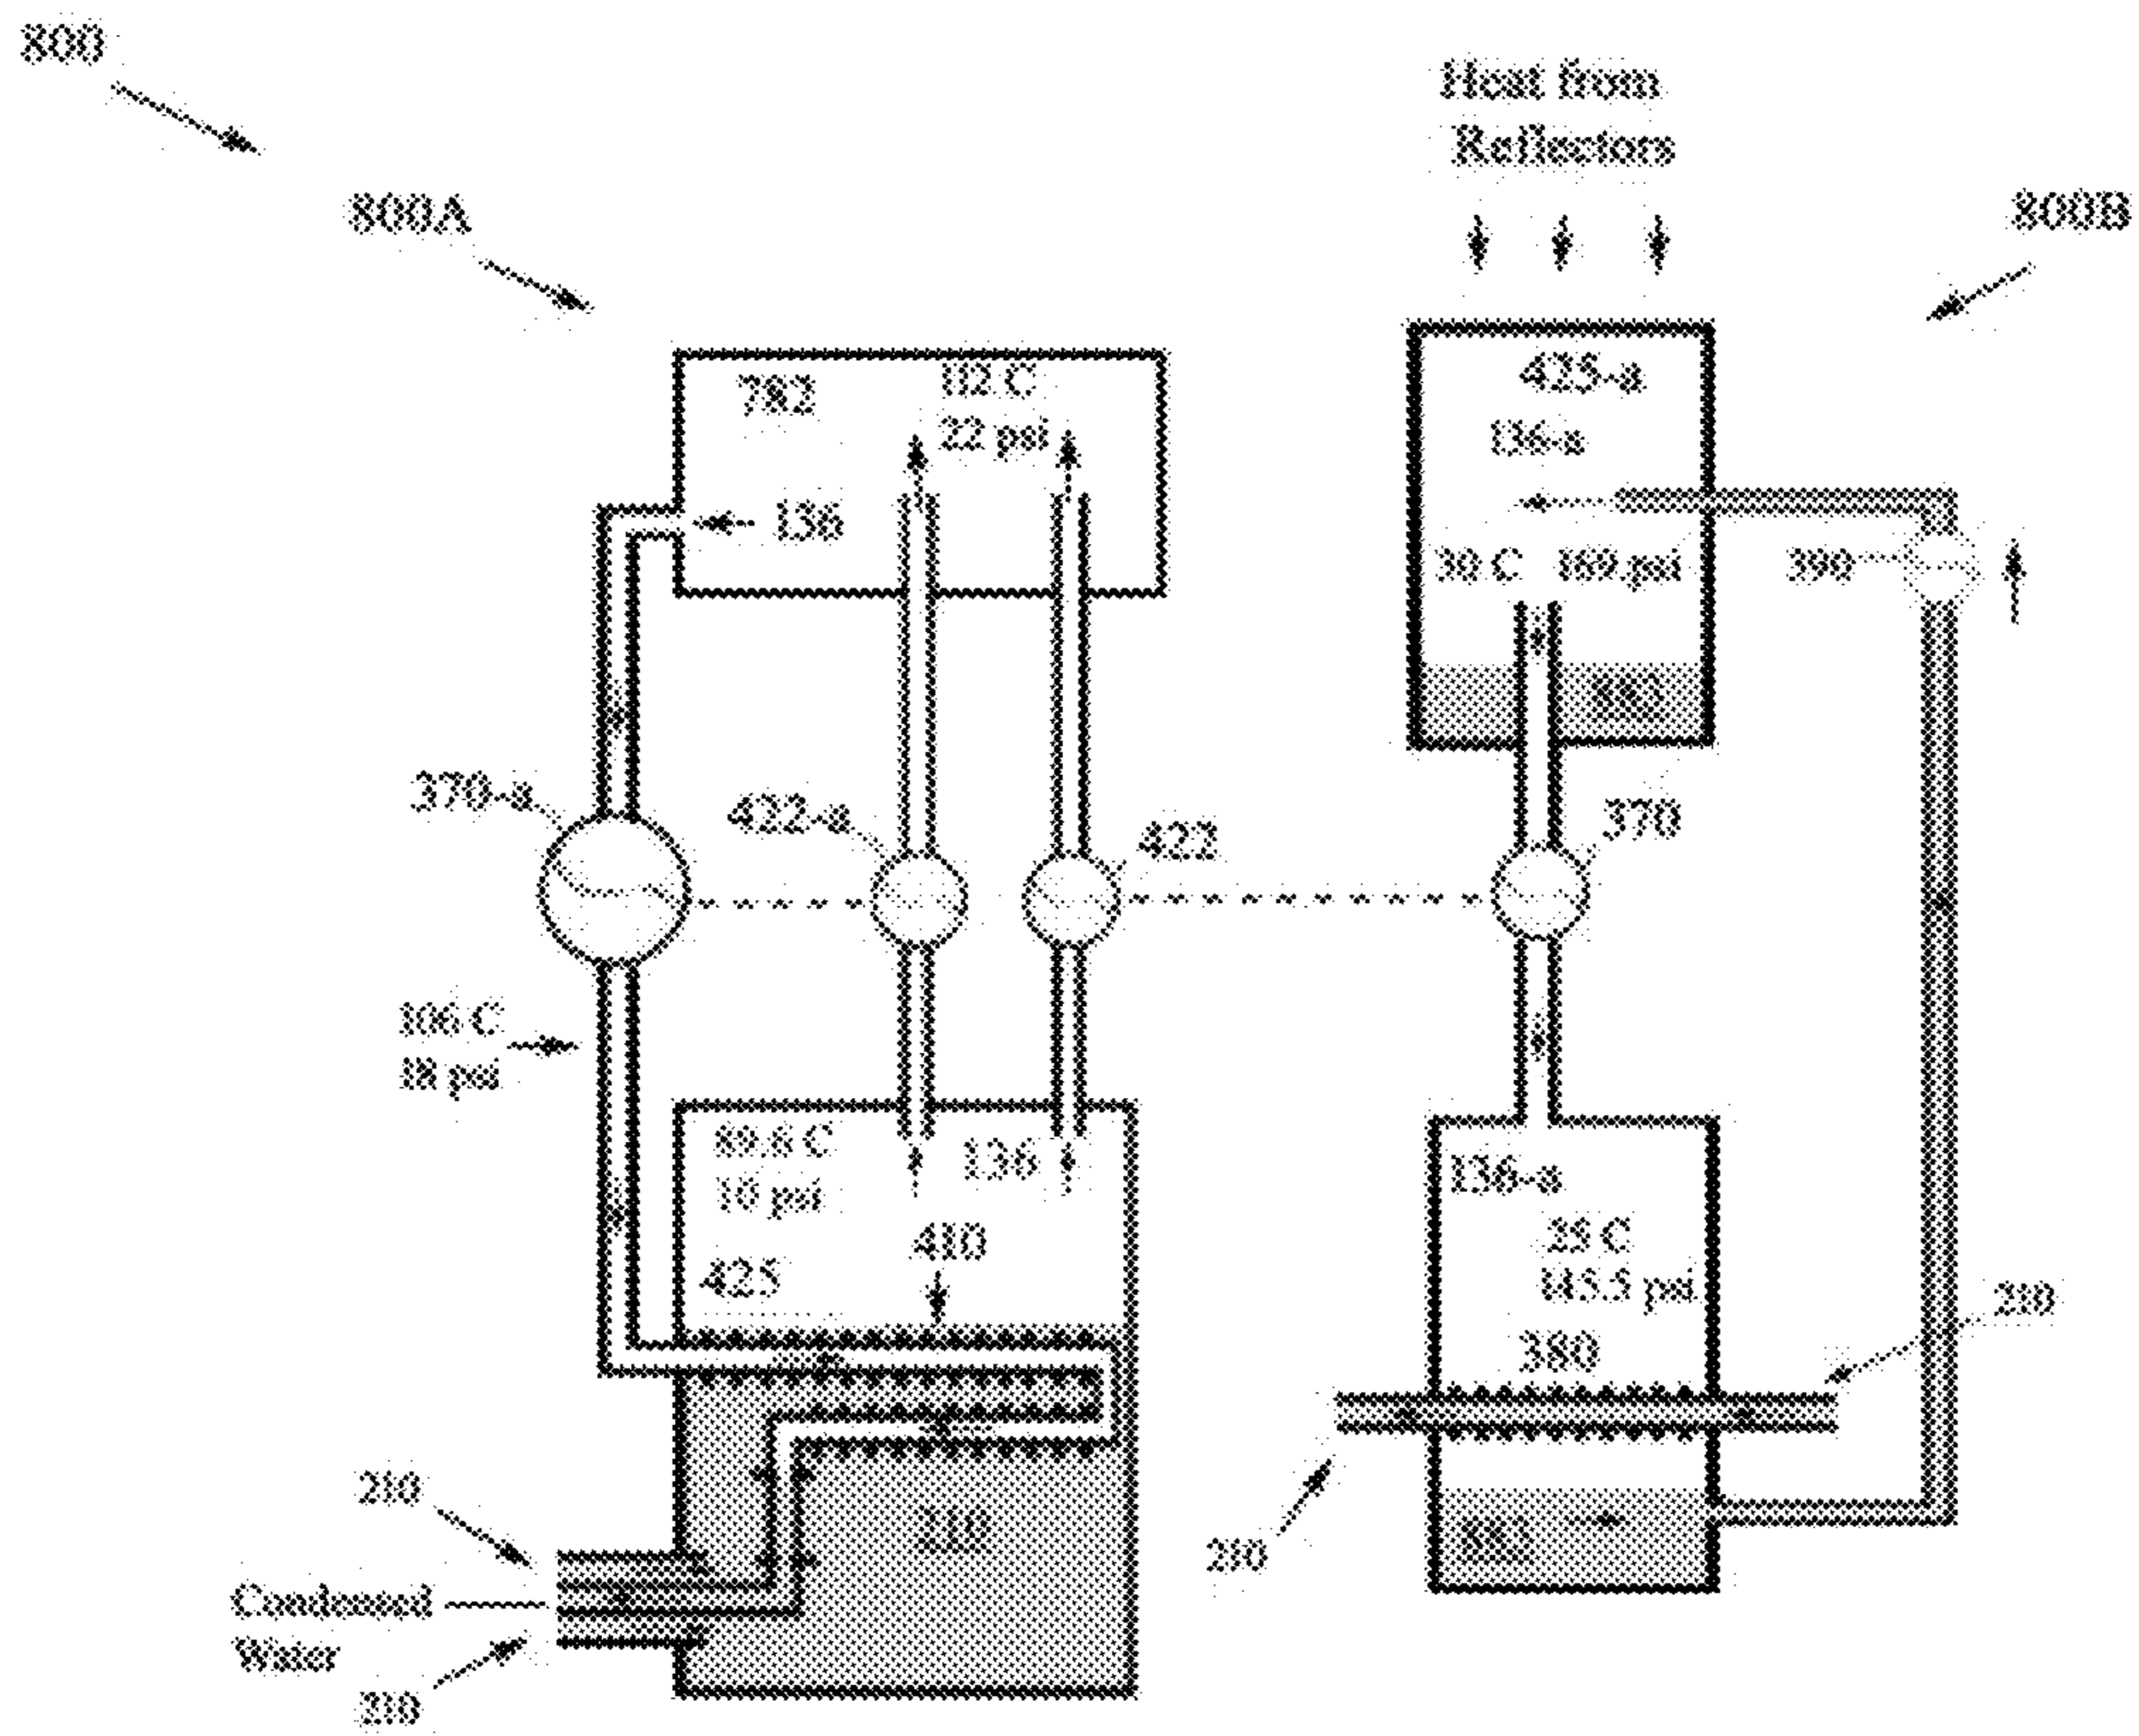 800
800A
Heat from
Reflectors
800B
782
112 C
22 psi
136
425-a
136-a
30 C
169 psi
390
370-a
422-a
422
370
106 C
18 psi
89.6 C
10 psi
136
410
425
136-a
25 C
145.5 psi
380
210
210
210
210
Condensed
Water
210